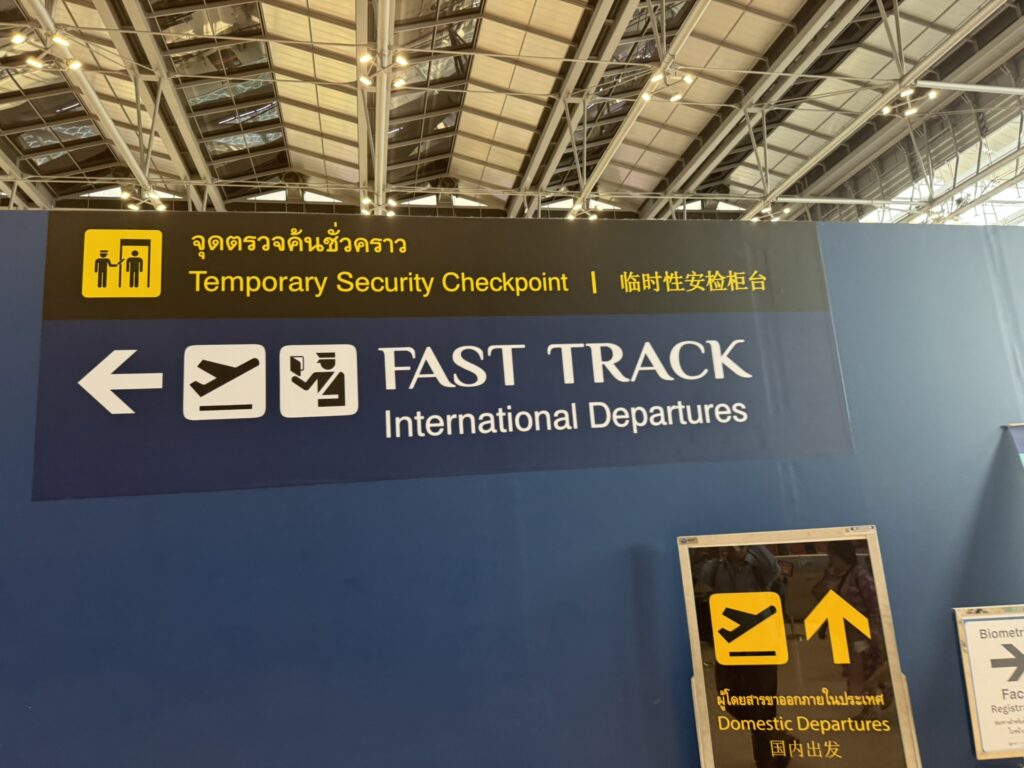 จุดตรวจค้นชั่วคราว
Temporary Security Checkpoint | 临时性安检柜台
FAST TRACK
International Departures
ผู้โดยสารขาออกภายในประเทศ
Domestic Departures
国内出发
Biometr
Fac
Registra